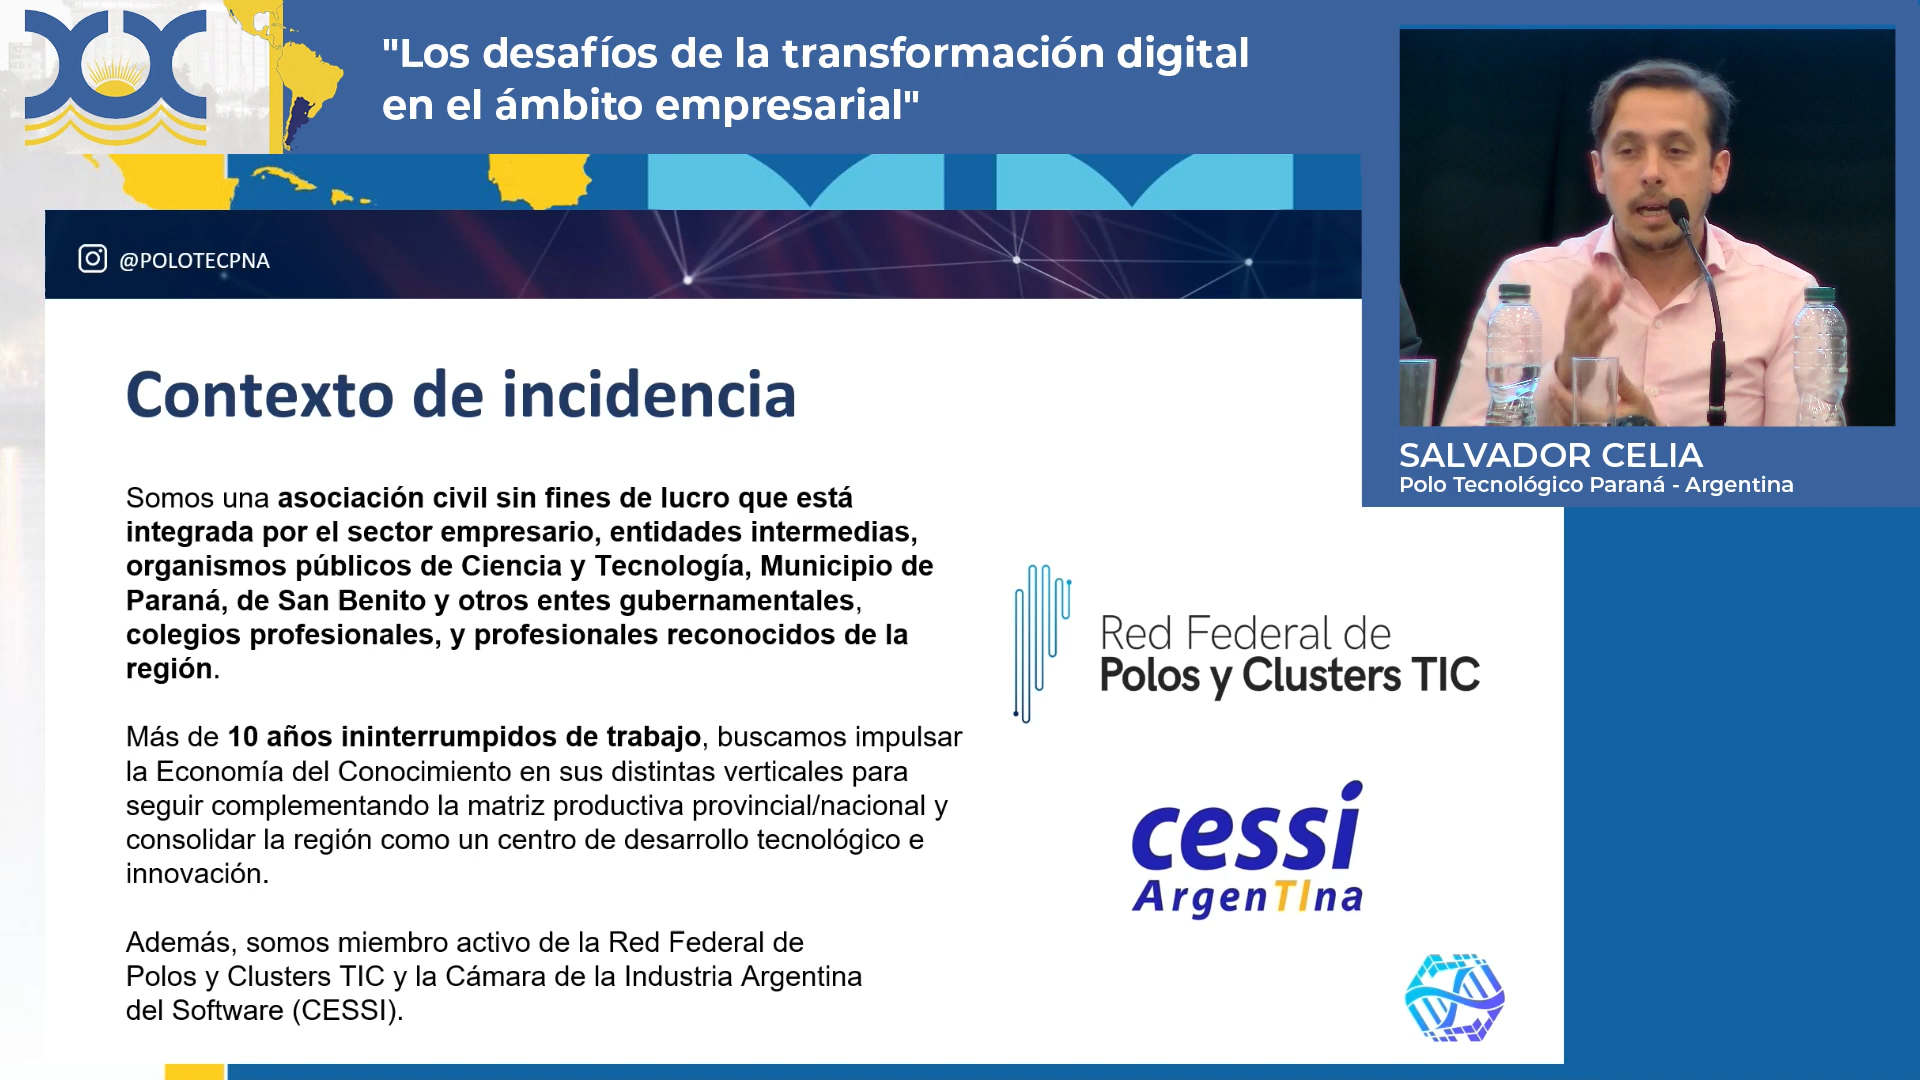 "Los desafíos de la transformación digital
en el ámbito empresarial"
@POLOTECPNA
SALVADOR CELIA
Polo Tecnológico Paraná - Argentina
Contexto de incidencia
Somos una asociación civil sin fines de lucro que está
integrada por el sector empresario, entidades intermedias,
organismos públicos de Ciencia y Tecnología, Municipio de
Paraná, de San Benito y otros entes gubernamentales,
colegios profesionales, y profesionales reconocidos de la
región.
Más de 10 años ininterrumpidos de trabajo, buscamos impulsar
la Economía del Conocimiento en sus distintas verticales para
seguir complementando la matriz productiva provincial/nacional y
consolidar la región como un centro de desarrollo tecnológico e
innovación.
Además, somos miembro activo de la Red Federal de
Polos y Clusters TIC y la Cámara de la Industria Argentina
del Software (CESSI).
Red Federal de
Polos y Clusters TIC
cessi
ArgenTIna